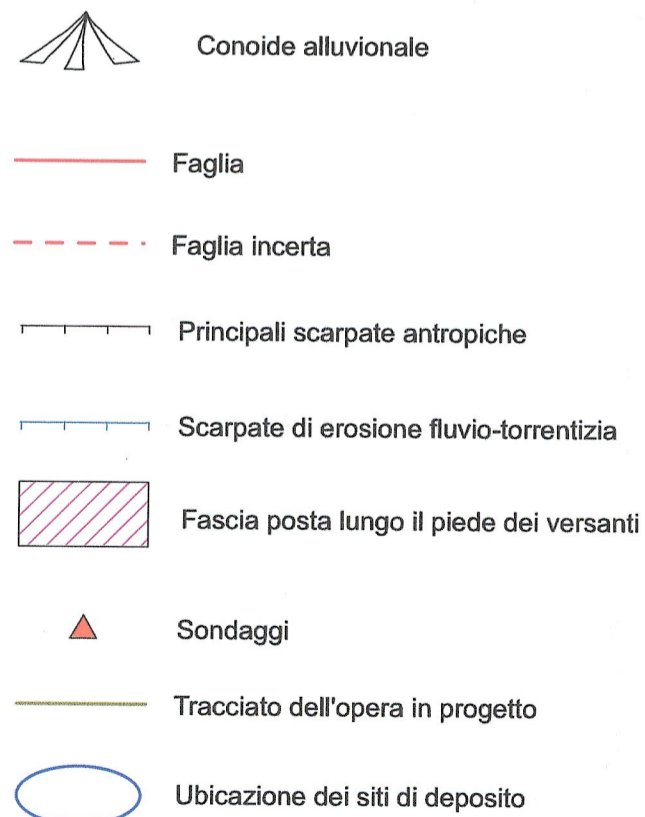 Conoide alluvionale
Faglia
Faglia incerta
Principali scarpate antropiche
Scarpate di erosione fluvio-torrentizia
Fascia posta lungo il piede dei versanti
Sondaggi
Tracciato dell'opera in progetto
Ubicazione dei siti di deposito